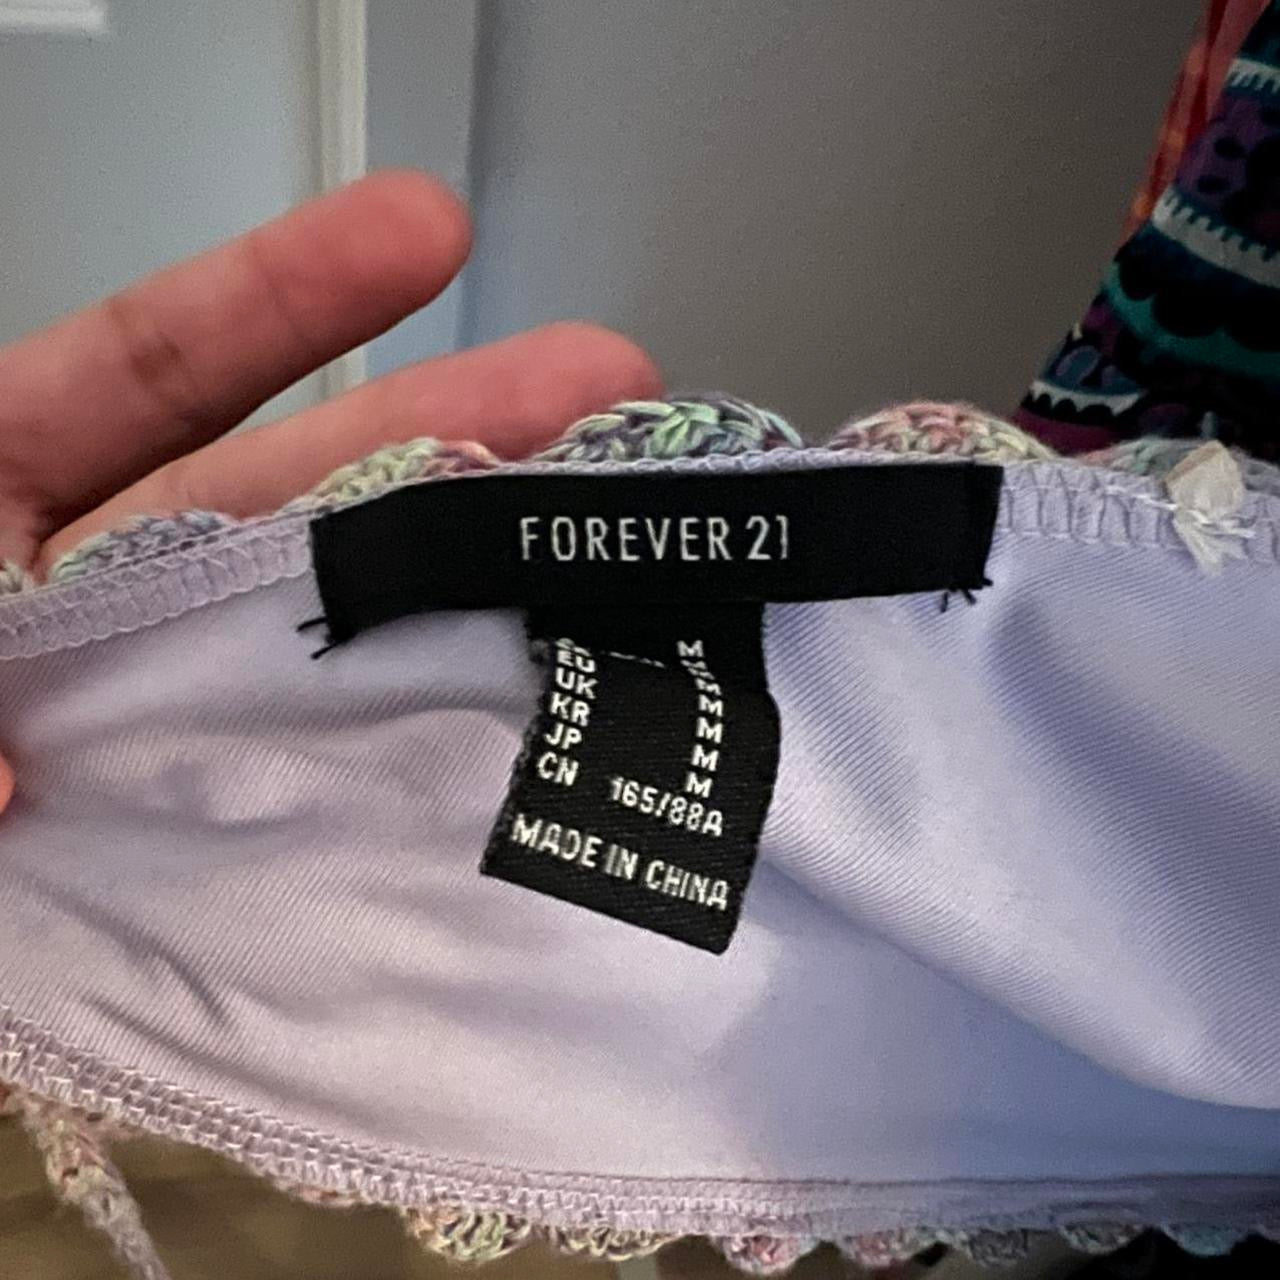 FOREVER 21
M
EU M
UK M
KR M
JP M
CN 165/88A M
MADE IN CHINA